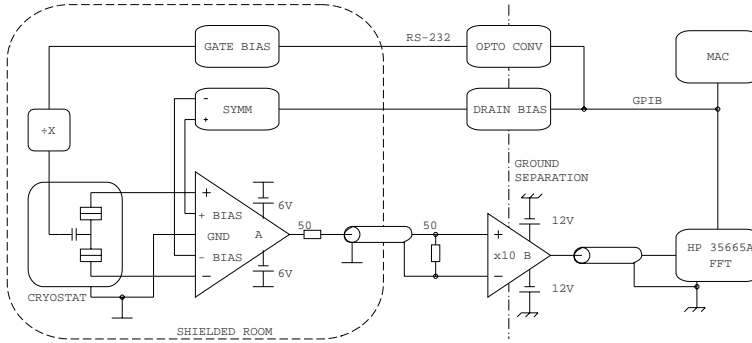 RS-232
GATE BIAS
OPTO CONV
MAC
GPIB
-
+
SYMM
DRAIN BIAS
÷X
GROUND
SEPARATION
+
6V
12V
+ BIAS
A
50
50
+
GND
x10 B
HP 35665A
FFT
- BIAS
6V
−
−
12V
CRYOSTAT
SHIELDED ROOM